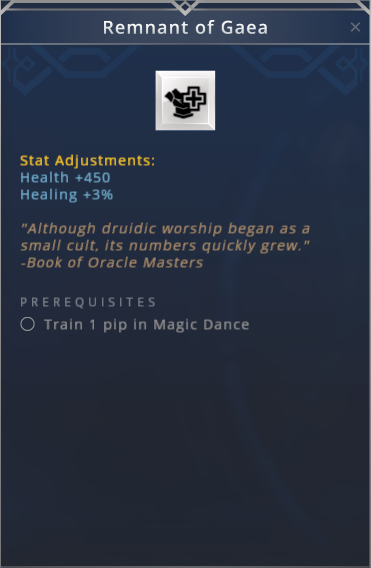 Remnant of Gaea
Stat Adjustments:
Health +450
Healing +3%
"Although druidic worship began as a
small cult, its numbers quickly grew."
-Book of Oracle Masters
PREREQUISITES
Train 1 pip in Magic Dance